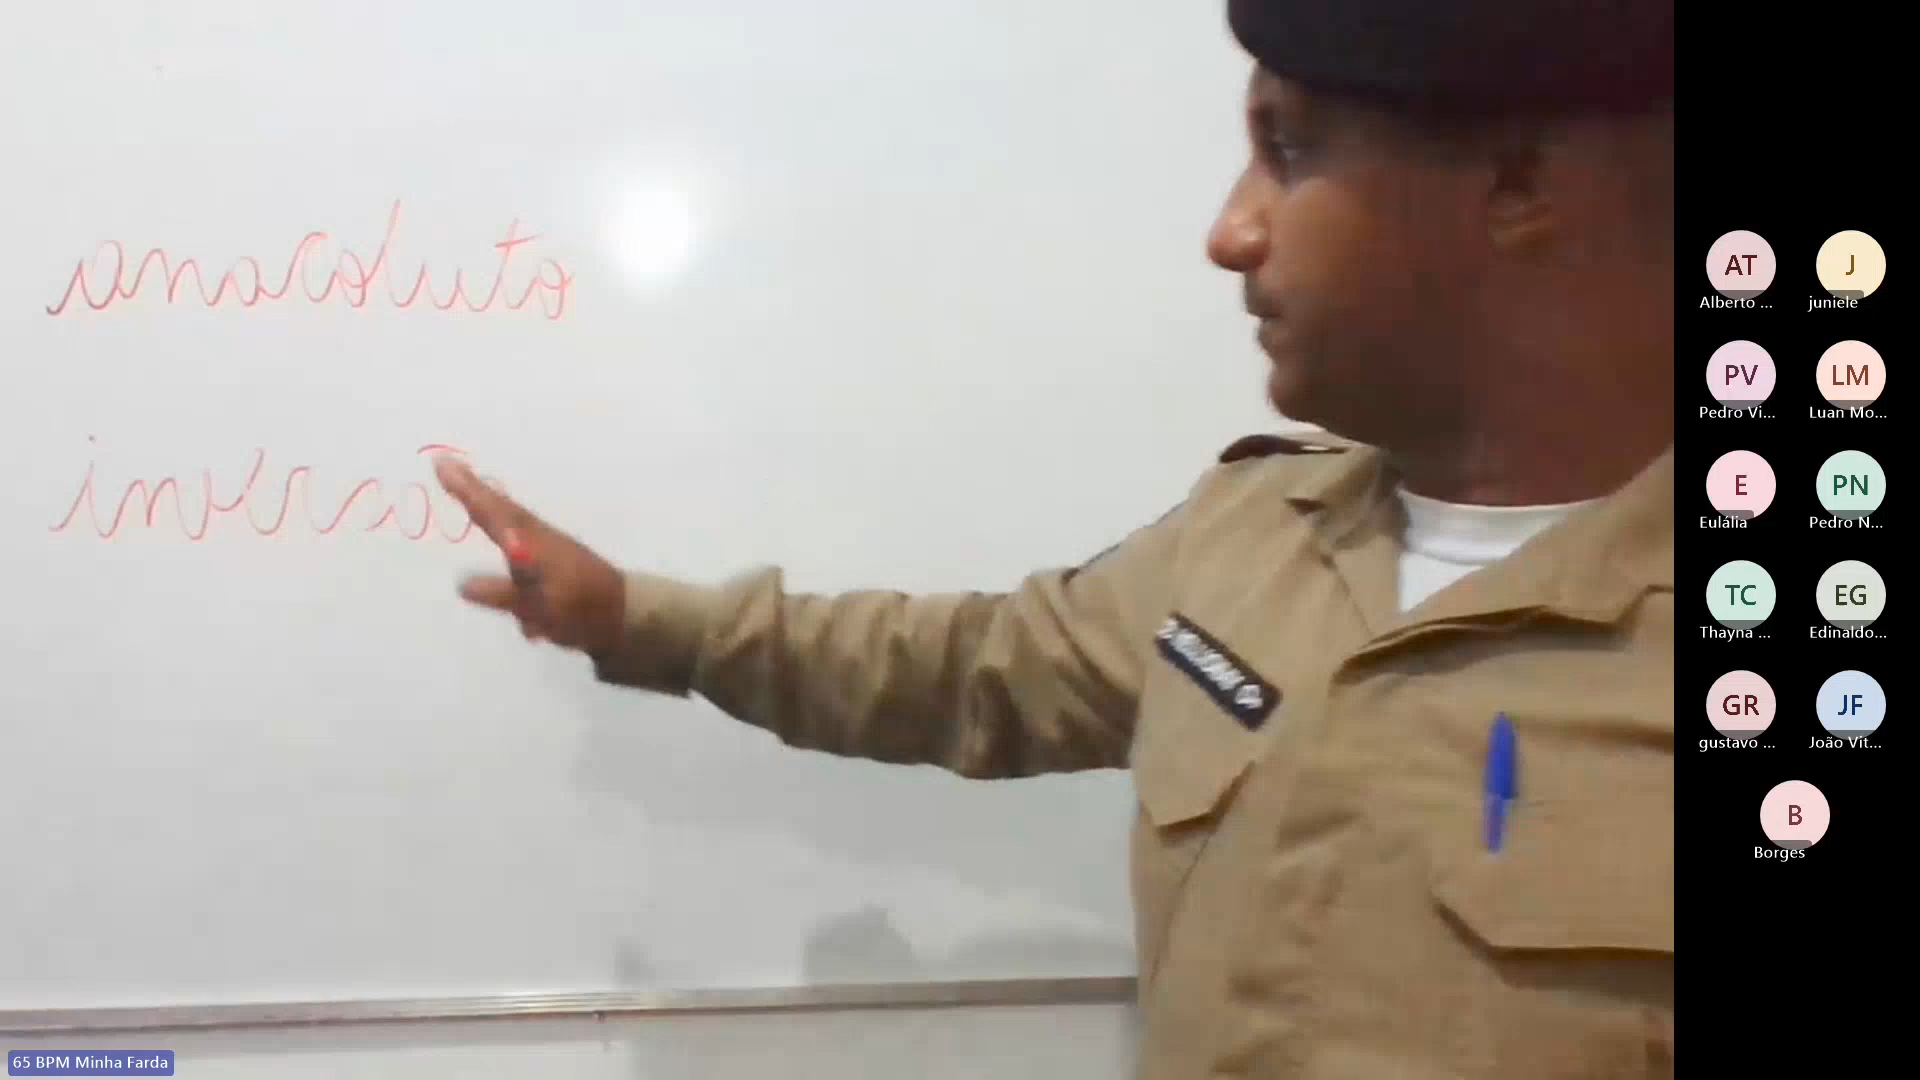 anacoluto
inversão
AT
Alberto ...
J
juniele
PV
Pedro Vi...
LM
Luan Mo...
E
Eulália
PN
Pedro N...
TC
Thayna ...
EG
Edinaldo...
GR
gustavo ...
JF
João Vit...
B
Borges
65 BPM Minha Farda